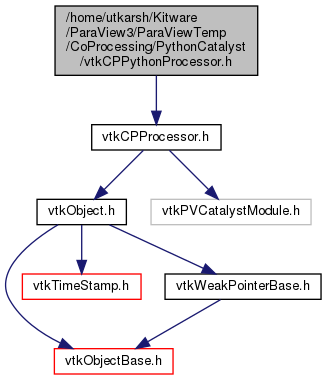 /home/utkarsh/Kitware
/ParaView3/ParaViewTemp
/CoProcessing/PythonCatalyst
/vtkCPPythonProcessor.h
vtkCPProcessor.h
vtkObject.h
vtkPVCatalystModule.h
vtkTimeStamp.h
vtkWeakPointerBase.h
vtkObjectBase.h